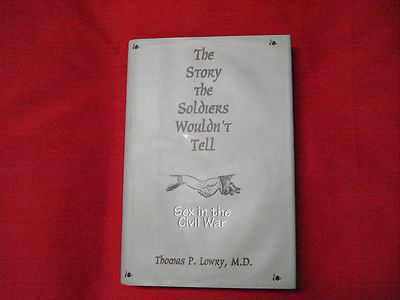 The
Story
the
Soldiers
Wouldn't
Tell
Sex in the
Civil War
Thomas P. Lowry, M.D.